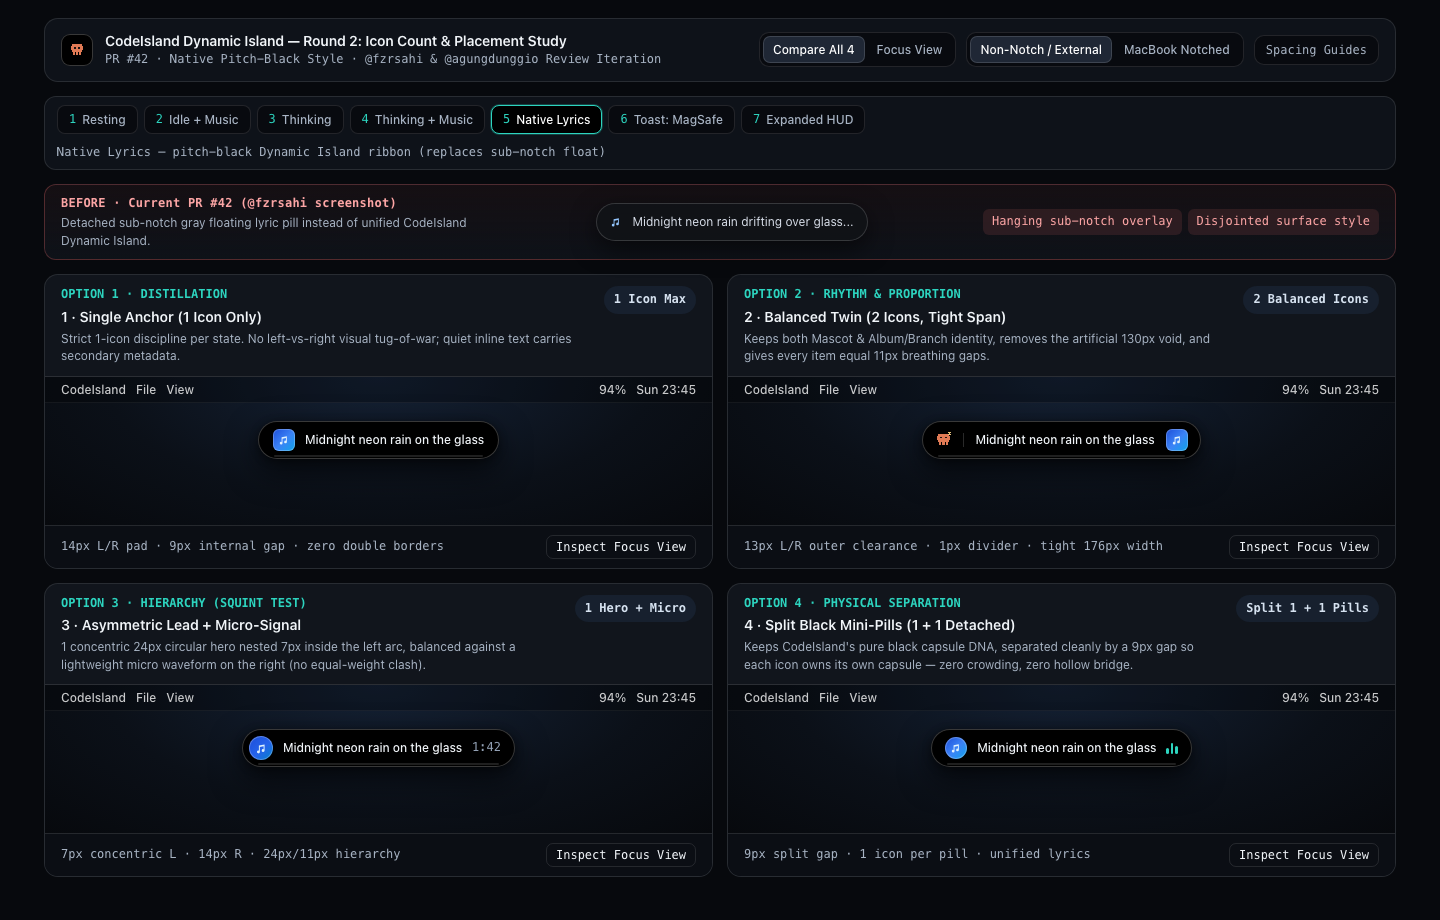 CodeIsland Dynamic Island — Round 2: Icon Count & Placement Study
PR #42 · Native Pitch-Black Style · @fzrsahi & @agungdunggio Review Iteration
Compare All 4
Focus View
Non-Notch / External
MacBook Notched
Spacing Guides
1 Resting
2 Idle + Music
3 Thinking
4 Thinking + Music
5 Native Lyrics
6 Toast: MagSafe
7 Expanded HUD
Native Lyrics — pitch-black Dynamic Island ribbon (replaces sub-notch float)
BEFORE · Current PR #42 (@fzrsahi screenshot)
Detached sub-notch gray floating lyric pill instead of unified CodeIsland
Dynamic Island.
Midnight neon rain drifting over glass...
Hanging sub-notch overlay
Disjointed surface style
OPTION 1 · DISTILLATION
1 · Single Anchor (1 Icon Only)
1 Icon Max
Strict 1-icon discipline per state. No left-vs-right visual tug-of-war; quiet inline text carries
secondary metadata.
CodeIsland File View
94% Sun 23:45
Midnight neon rain on the glass
14px L/R pad · 9px internal gap · zero double borders
Inspect Focus View
OPTION 2 · RHYTHM & PROPORTION
2 · Balanced Twin (2 Icons, Tight Span)
2 Balanced Icons
Keeps both Mascot & Album/Branch identity, removes the artificial 130px void, and
gives every item equal 11px breathing gaps.
CodeIsland File View
94% Sun 23:45
Midnight neon rain on the glass
13px L/R outer clearance · 1px divider · tight 176px width
Inspect Focus View
OPTION 3 · HIERARCHY (SQUINT TEST)
3 · Asymmetric Lead + Micro-Signal
1 Hero + Micro
1 concentric 24px circular hero nested 7px inside the left arc, balanced against a
lightweight micro waveform on the right (no equal-weight clash).
CodeIsland File View
94% Sun 23:45
Midnight neon rain on the glass 1:42
7px concentric L · 14px R · 24px/11px hierarchy
Inspect Focus View
OPTION 4 · PHYSICAL SEPARATION
4 · Split Black Mini-Pills (1 + 1 Detached)
Split 1 + 1 Pills
Keeps CodeIsland's pure black capsule DNA, separated cleanly by a 9px gap so
each icon owns its own capsule — zero crowding, zero hollow bridge.
CodeIsland File View
94% Sun 23:45
Midnight neon rain on the glass
9px split gap · 1 icon per pill · unified lyrics
Inspect Focus View